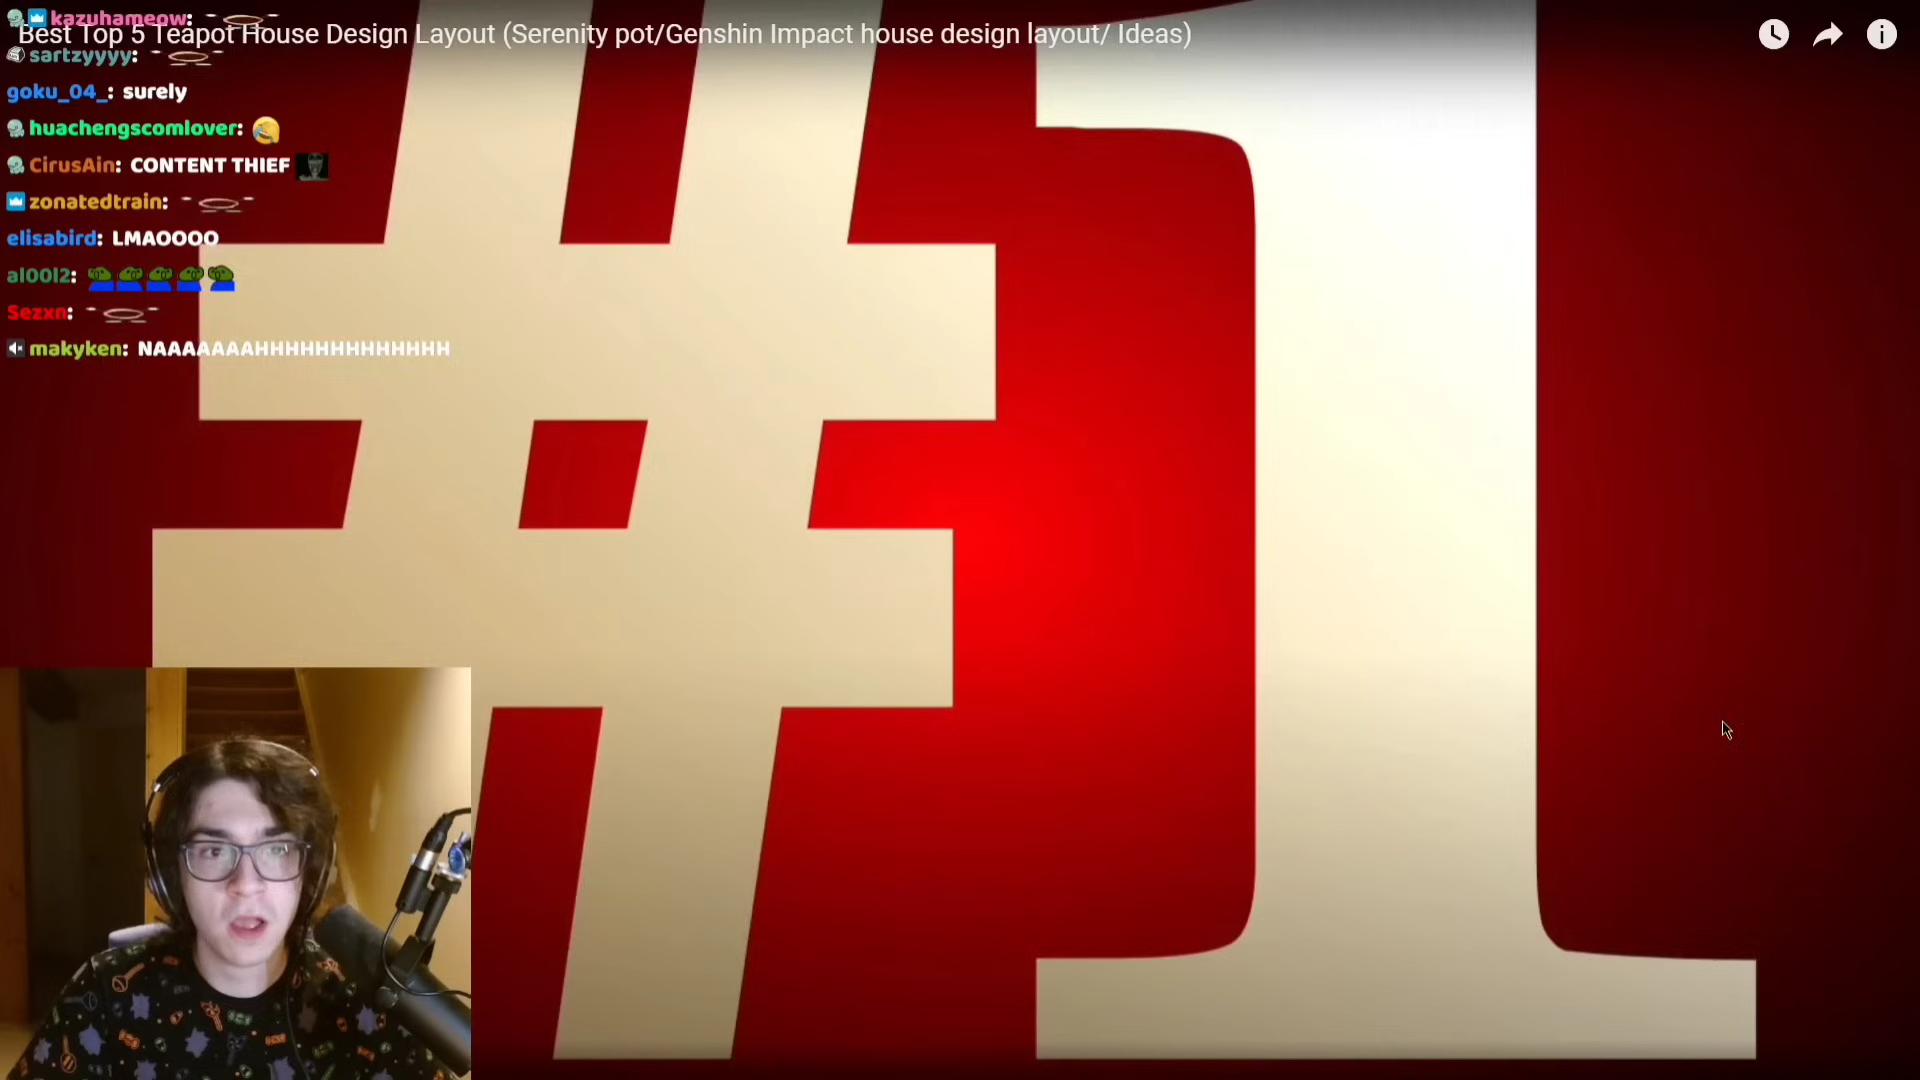 kazuhameow:
Best Top 5 Teapot House Design Layout (Serenity pot/Genshin Impact house design layout/ Ideas)
sartzyyyy:
goku_04_: surely
huachengscomlover:
CirusAin: CONTENT THIEF
zonatedtrain:
elisabird: LMAOOOO
al00l2:
Sezxn:
makyken: NAAAAAAAHHHHHHHHHHHHHH
#1